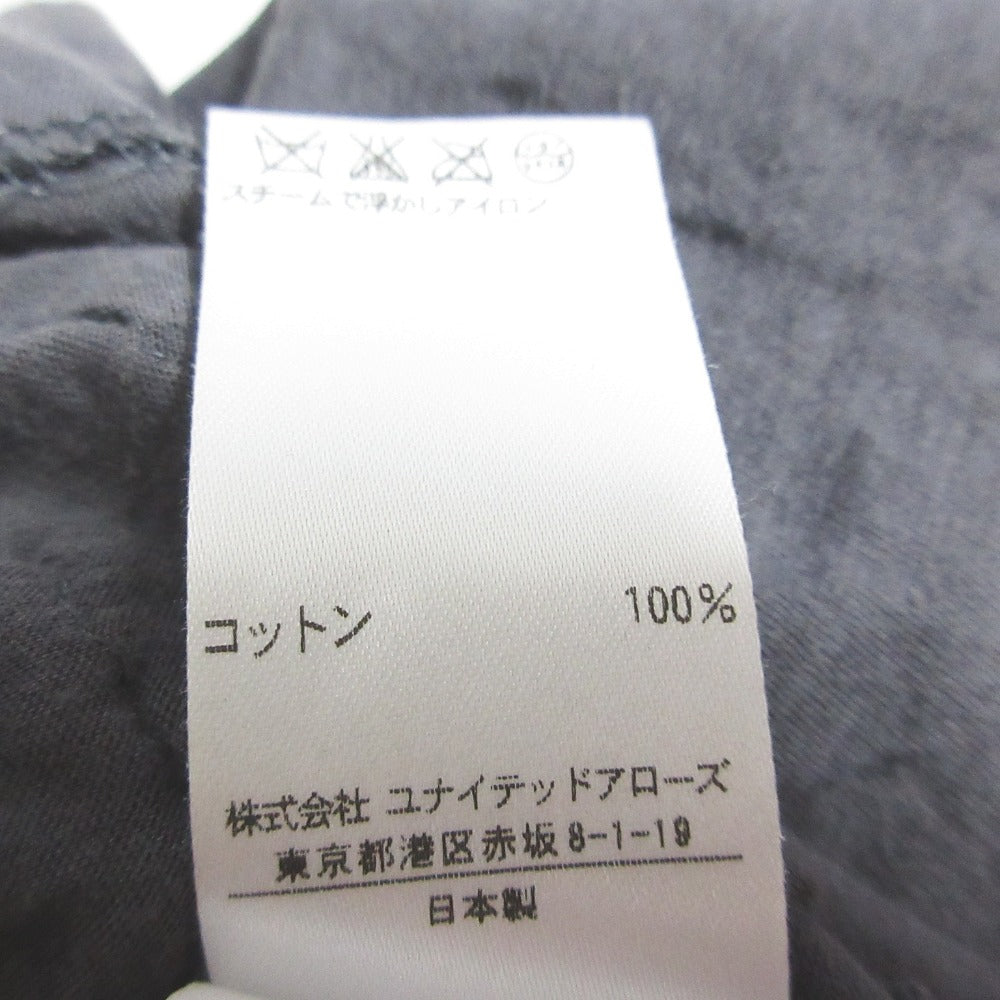 スチームで浮かしアイロン
コットン 100%
株式会社 ユナイテッドアローズ
東京都港区赤坂8-1-19
日本製